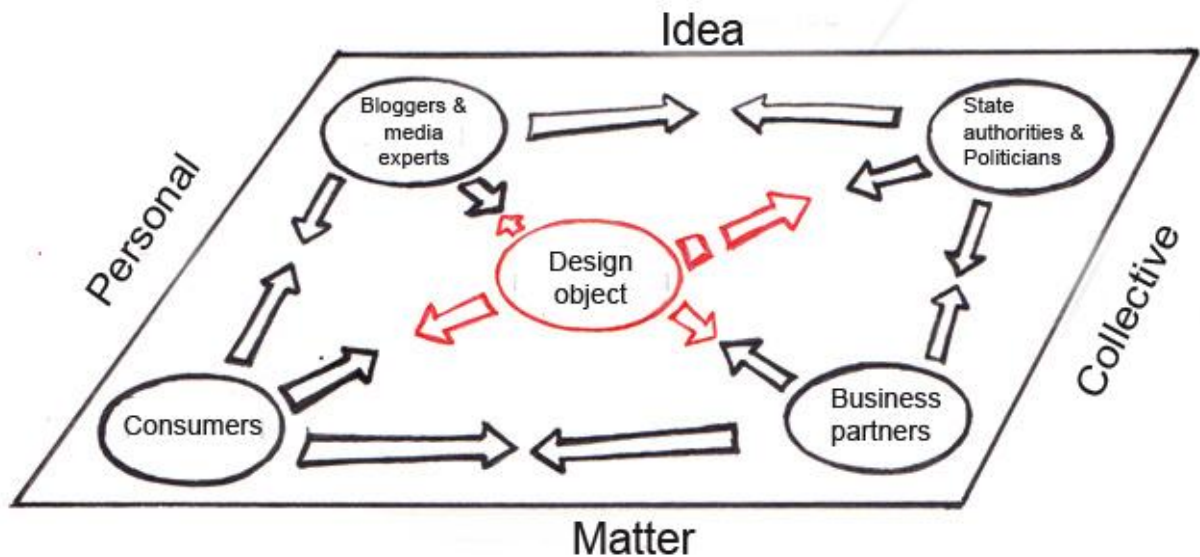 Idea
Bloggers &
media
experts
State
authorities &
Politicians
Personal
Design
object
Collective
Consumers
Business
partners
Matter